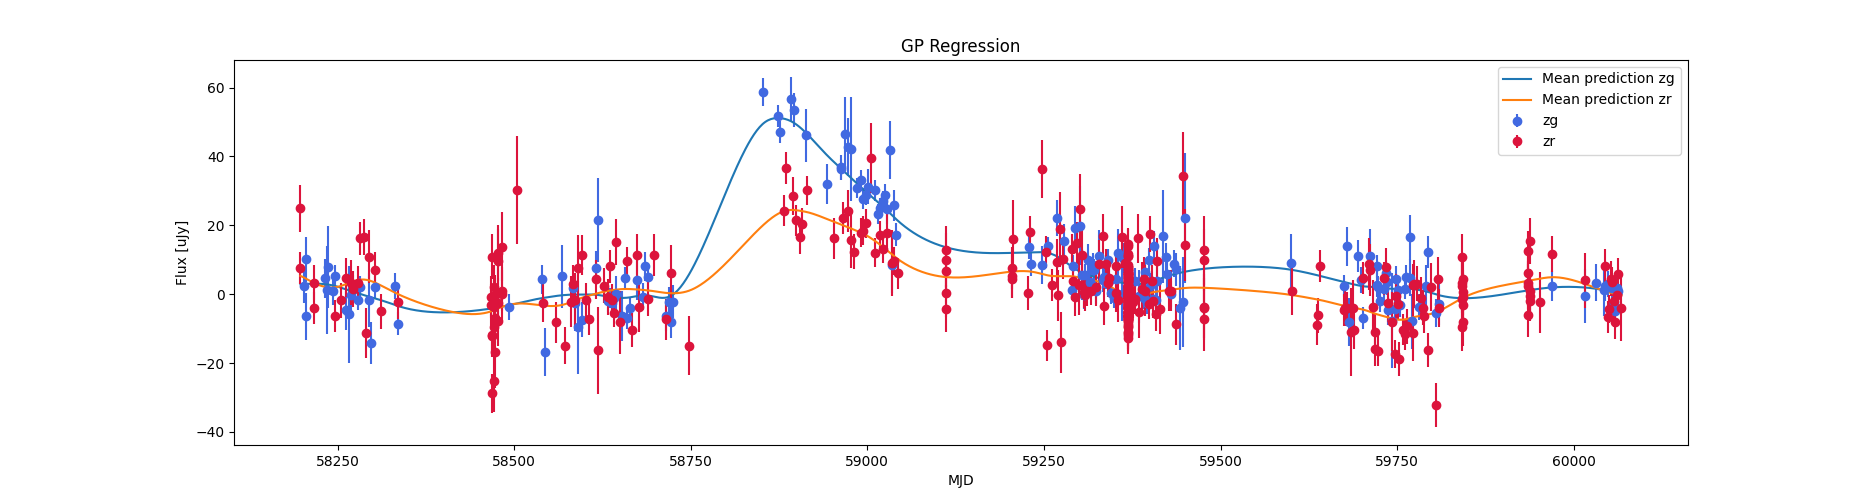 GP Regression
Flux [uJy]
60
40
20
0
−20
−40
58250
58500
58750
59000
59250
59500
59750
60000
MJD
Mean prediction zg
Mean prediction zr
zg
zr